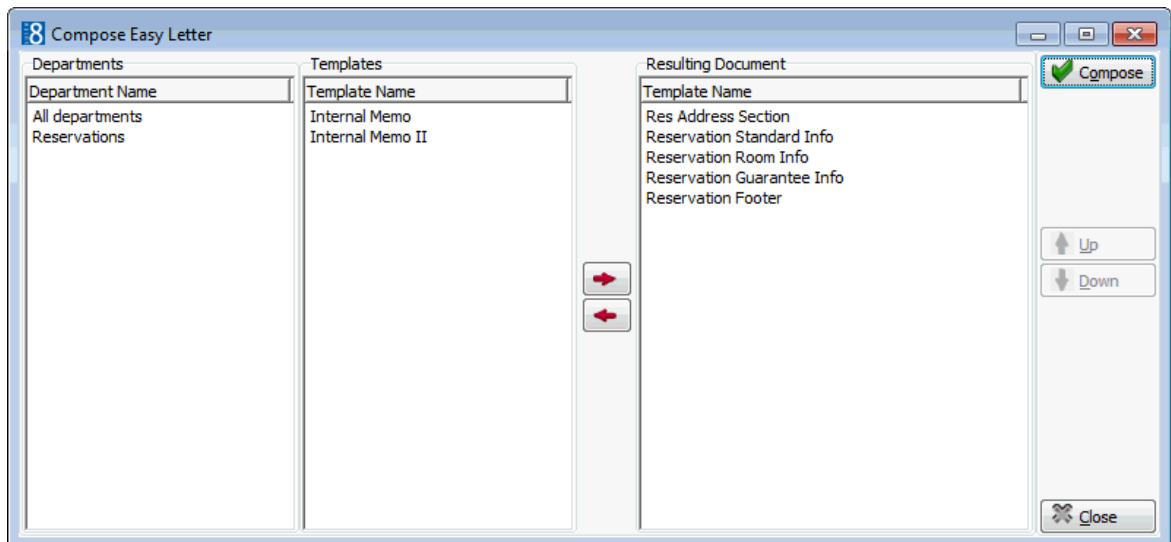 8 Compose Easy Letter
Departments
Department Name
All departments
Reservations
Templates
Template Name
Internal Memo
Internal Memo II
Resulting Document
Template Name
Res Address Section
Reservation Standard Info
Reservation Room Info
Reservation Guarantee Info
Reservation Footer
Compose
Up
Down
Close